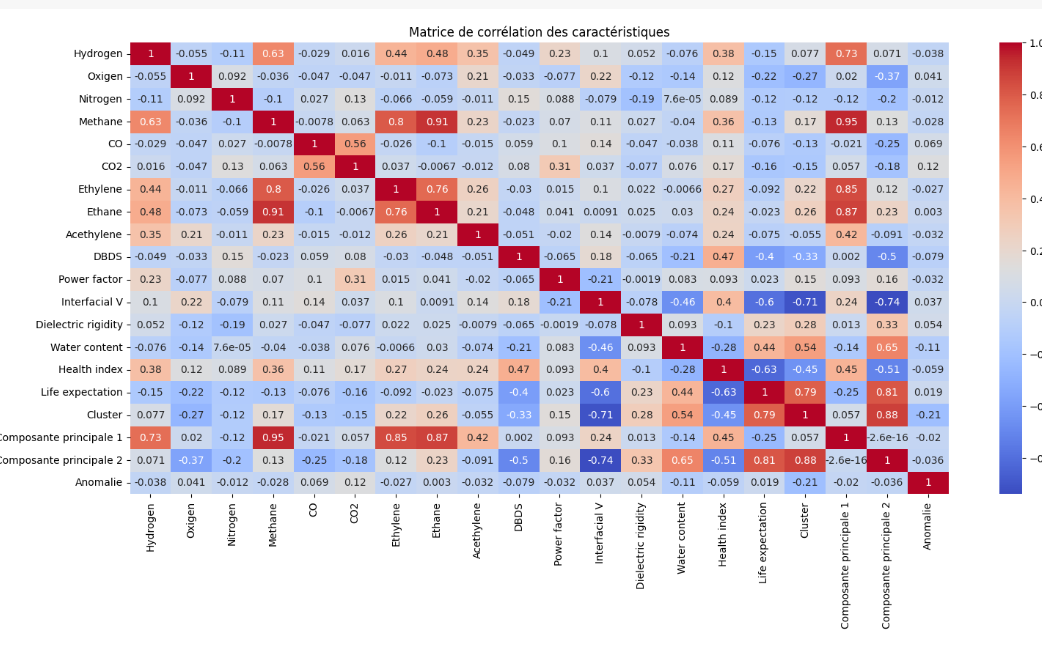 Matrice de corrélation des caractéristiques
Hydrogen 1 -0.055 -0.11 0.63 -0.029 0.016 0.44 0.48 0.35 -0.049 0.23 0.1 0.052 -0.076 0.38 -0.15 0.077 0.73 0.071 -0.038
Oxigen -0.055 1 0.092 -0.036 -0.047 -0.047 -0.011 -0.073 0.21 -0.033 -0.077 0.22 -0.12 -0.14 0.12 -0.22 -0.27 0.02 -0.37 0.041
Nitrogen -0.11 0.092 1 -0.1 0.027 0.13 -0.066 -0.059 -0.011 0.15 0.088 -0.079 -0.19 7.6e-05 0.089 -0.12 -0.12 -0.12 -0.2 -0.012
Methane 0.63 -0.036 -0.1 1 -0.0078 0.063 0.8 0.91 0.23 -0.023 0.07 0.11 0.027 -0.04 0.36 -0.13 0.17 0.95 0.13 -0.028
CO -0.029 -0.047 0.027 -0.0078 1 0.56 -0.026 -0.1 -0.015 0.059 0.1 0.14 -0.047 -0.038 0.11 -0.076 -0.13 -0.021 -0.25 0.069
CO2 0.016 -0.047 0.13 0.063 0.56 1 0.037 -0.0067 -0.012 0.08 0.31 0.037 -0.077 0.076 0.17 -0.16 -0.15 0.057 -0.18 0.12
Ethylene 0.44 -0.011 -0.066 0.8 -0.026 0.037 1 0.76 0.26 -0.03 0.015 0.1 0.022 -0.0066 0.27 -0.092 0.22 0.85 0.12 -0.027
Ethane 0.48 -0.073 -0.059 0.91 -0.1 -0.0067 0.76 1 0.21 -0.048 0.041 0.0091 0.025 0.03 0.24 -0.023 0.26 0.87 0.23 0.003
Acethylene 0.35 0.21 -0.011 0.23 -0.015 -0.012 0.26 0.21 1 -0.051 -0.02 0.14 -0.0079 -0.074 0.24 -0.075 -0.055 0.42 -0.091 -0.032
DBDS -0.049 -0.033 0.15 -0.023 0.059 0.08 -0.03 -0.048 -0.051 1 -0.065 0.18 -0.065 -0.21 0.47 -0.4 -0.33 0.002 -0.5 -0.079
Power factor 0.23 -0.077 0.088 0.07 0.1 0.31 0.015 0.041 -0.02 -0.065 1 -0.21 -0.0019 0.083 0.093 0.023 0.15 0.093 0.16 -0.032
Interfacial V 0.1 0.22 -0.079 0.11 0.14 0.037 0.1 0.0091 0.14 0.18 -0.21 1 -0.078 -0.46 0.4 -0.6 -0.71 0.24 -0.74 0.037
Dielectric rigidity 0.052 -0.12 -0.19 0.027 -0.047 -0.077 0.022 0.025 -0.0079 -0.065 -0.0019 -0.078 1 0.093 -0.1 0.23 0.28 0.013 0.33 0.054
Water content -0.076 -0.14 7.6e-05 -0.04 -0.038 0.076 -0.0066 0.03 -0.074 -0.21 0.083 -0.46 0.093 1 -0.28 0.44 0.54 -0.14 0.65 -0.11
Health index 0.38 0.12 0.089 0.36 0.11 0.17 0.27 0.24 0.24 0.47 0.093 0.4 -0.1 -0.28 1 -0.63 -0.45 0.45 -0.51 -0.059
Life expectation -0.15 -0.22 -0.12 -0.13 -0.076 -0.16 -0.092 -0.023 -0.075 -0.4 0.023 -0.6 0.23 0.44 -0.63 1 0.79 -0.25 0.81 0.019
Cluster 0.077 -0.27 -0.12 0.17 -0.13 -0.15 0.22 0.26 -0.055 -0.33 0.15 -0.71 0.28 0.54 -0.45 0.79 1 0.057 0.88 -0.21
Composante principale 1 0.73 0.02 -0.12 0.95 -0.021 0.057 0.85 0.87 0.42 0.002 0.093 0.24 0.013 -0.14 0.45 -0.25 0.057 1 -2.6e-16 -0.02
Composante principale 2 0.071 -0.37 -0.2 0.13 -0.25 -0.18 0.12 0.23 -0.091 -0.5 0.16 -0.74 0.33 0.65 -0.51 0.81 0.88 -2.6e-16 1 -0.036
Anomalie -0.038 0.041 -0.012 -0.028 0.069 0.12 -0.027 0.003 -0.032 -0.079 -0.032 0.037 0.054 -0.11 -0.059 0.019 -0.21 -0.02 -0.036 1
Hydrogen
Oxigen
Nitrogen
Methane
CO
CO2
Ethylene
Ethane
Acethylene
DBDS
Power factor
Interfacial V
Dielectric rigidity
Water content
Health index
Life expectation
Cluster
Composante principale 1
Composante principale 2
Anomalie
1.0
0.8
0.6
0.4
0.2
0.0